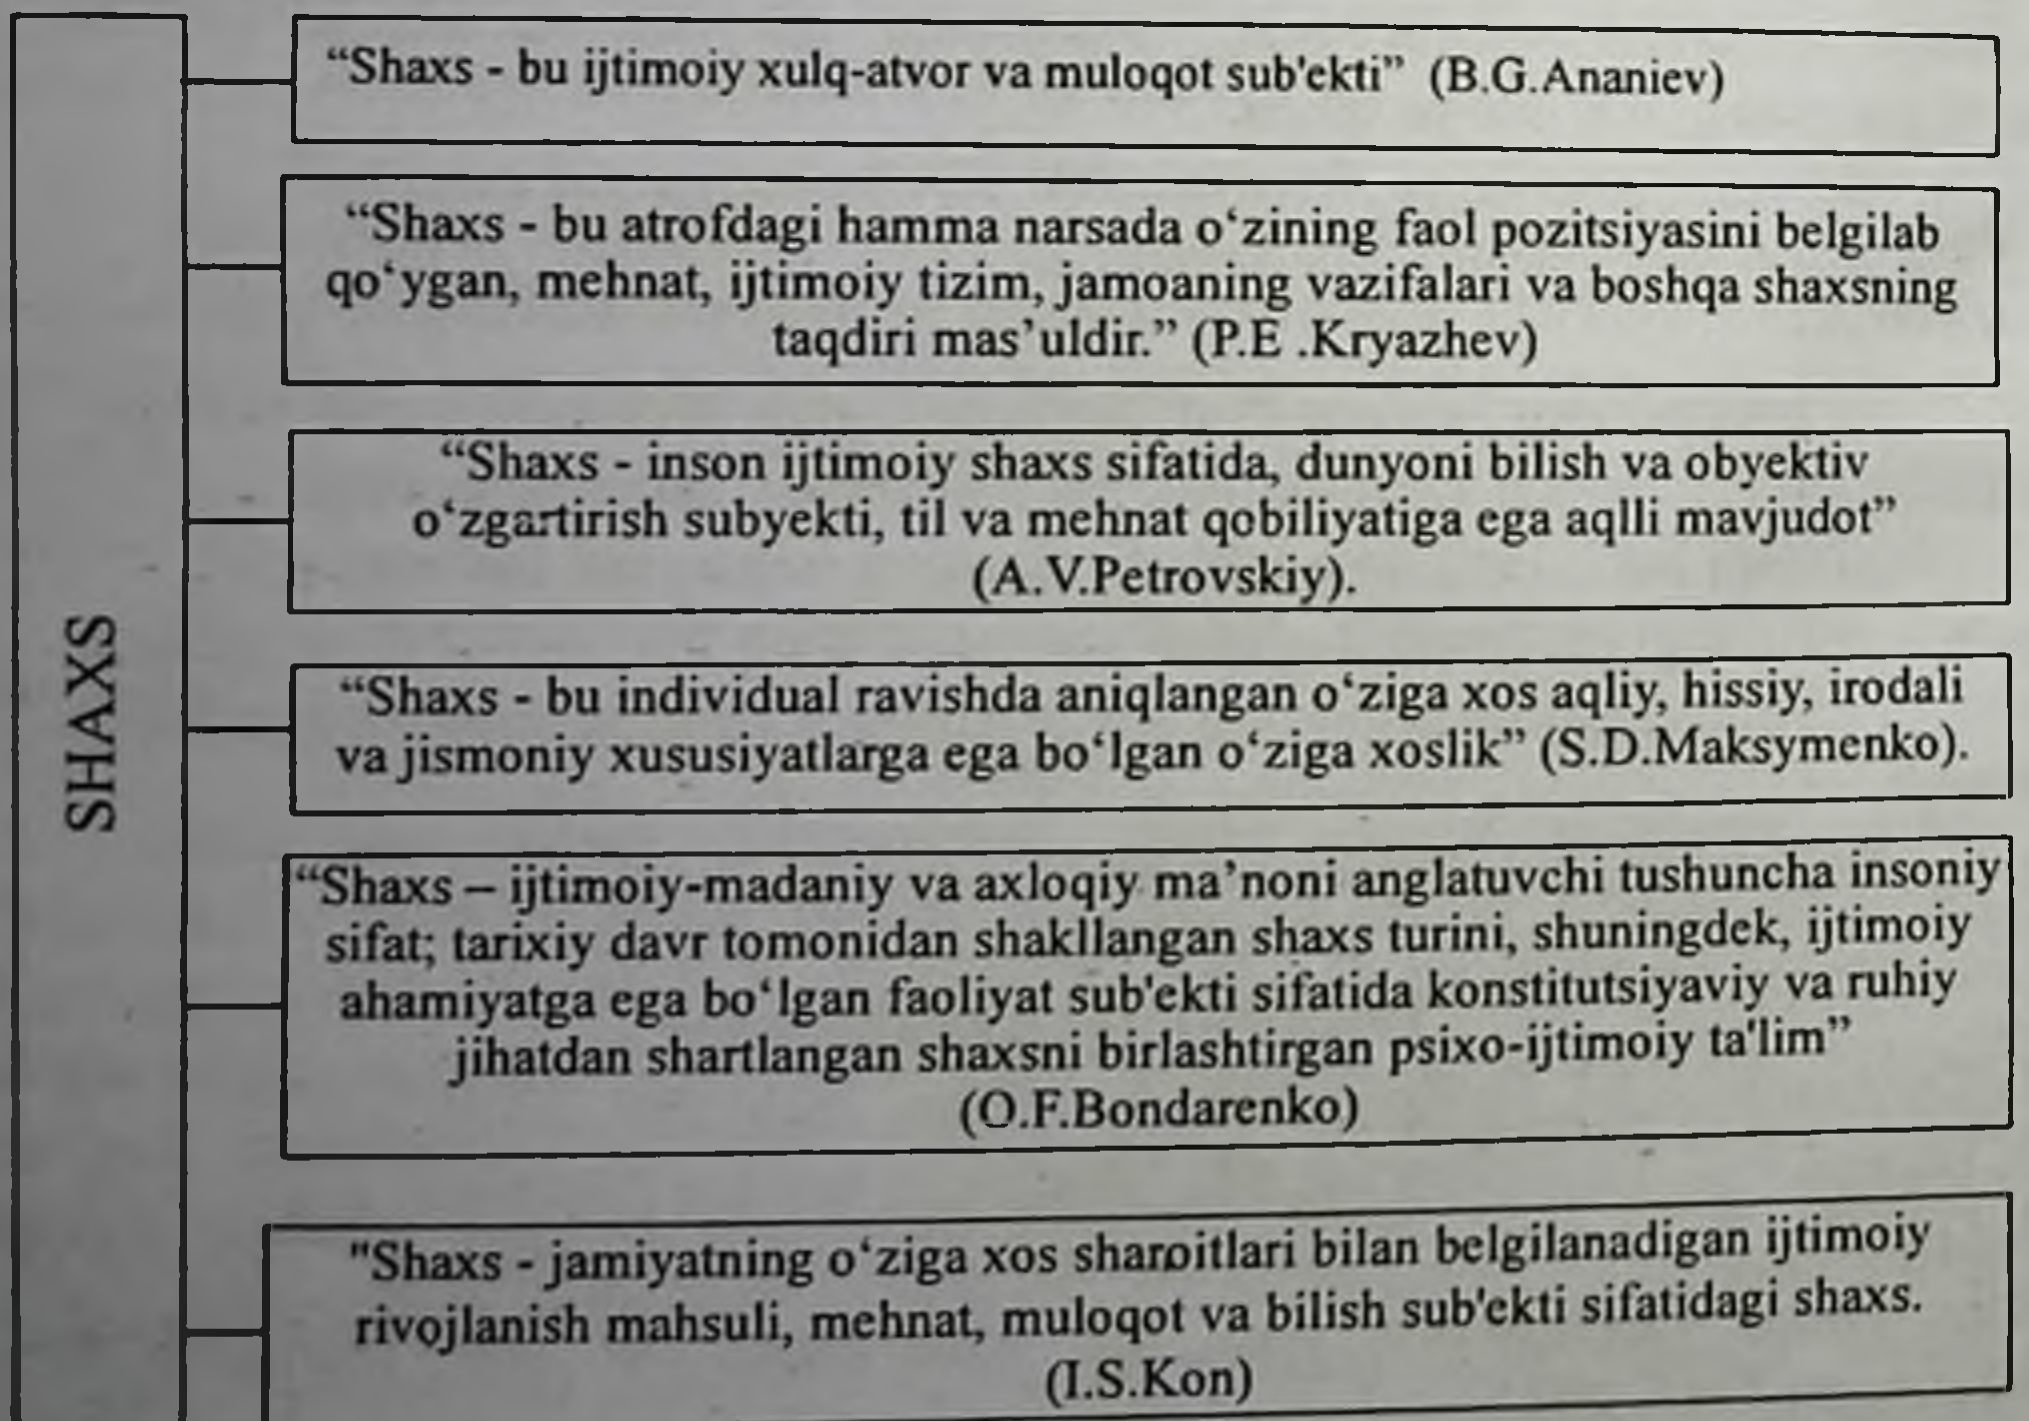 SHAXS
“Shaxs - bu ijtimoiy xulq-atvor va muloqot sub'ekti” (B.G.Ananiev)
“Shaxs - bu atrofdagi hamma narsada o‘zining faol pozitsiyasini belgilab
qo‘ygan, mehnat, ijtimoiy tizim, jamoaning vazifalari va boshqa shaxsning
taqdiri mas’uldir.” (P.E .Kryazhev)
“Shaxs - inson ijtimoiy shaxs sifatida, dunyoni bilish va obyektiv
o‘zgartirish subyekti, til va mehnat qobiliyatiga ega aqlli mavjudot”
(A.V.Petrovskiy).
“Shaxs - bu individual ravishda aniqlangan o‘ziga xos aqliy, hissiy, irodali
va jismoniy xususiyatlarga ega bo‘lgan o‘ziga xoslik” (S.D.Maksymenko).
“Shaxs – ijtimoiy-madaniy va axloqiy ma’noni anglatuvchi tushuncha insoniy
sifat; tarixiy davr tomonidan shakllangan shaxs turini, shuningdek, ijtimoiy
ahamiyatga ega bo‘lgan faoliyat sub'ekti sifatida konstitutsiyaviy va ruhiy
jihatdan shartlangan shaxsni birlashtirgan psixo-ijtimoiy ta'lim”
(O.F.Bondarenko)
"Shaxs - jamiyatning o‘ziga xos sharoitlari bilan belgilanadigan ijtimoiy
rivojlanish mahsuli, mehnat, muloqot va bilish sub'ekti sifatidagi shaxs.
(I.S.Kon)